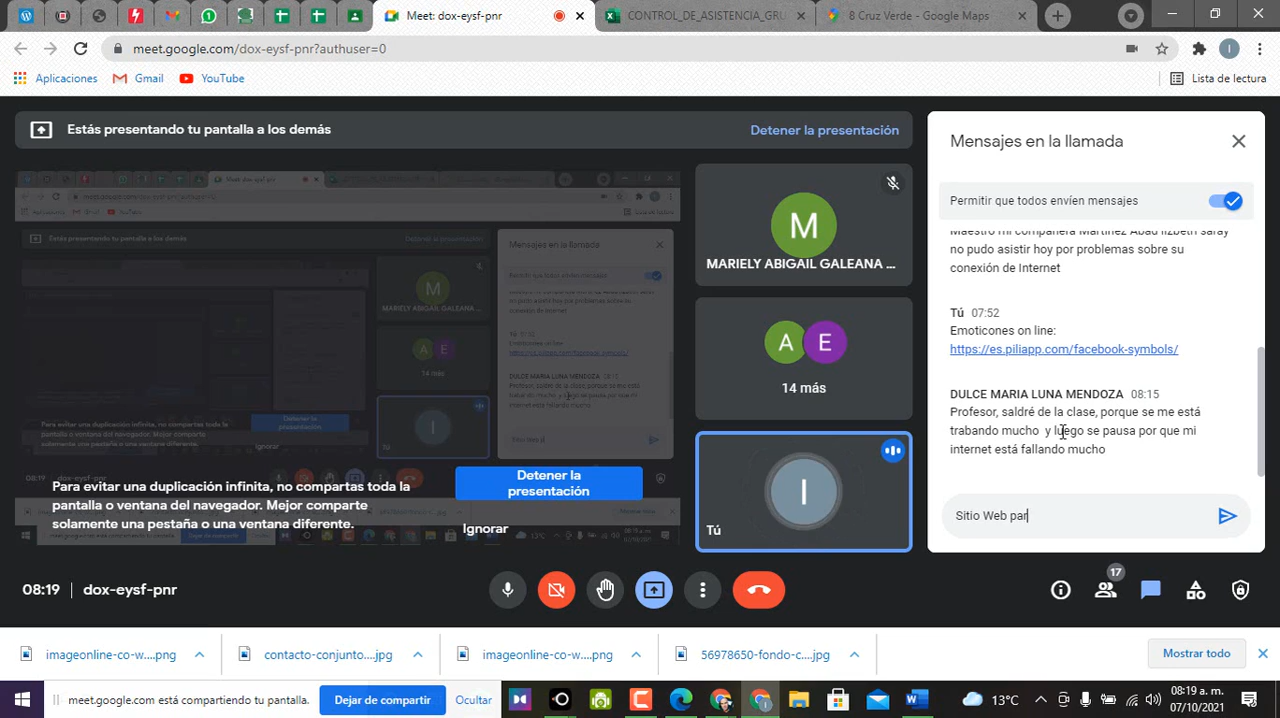 Meet: dox-eysf-pnr
CONTROL_DE_ASISTENCIA_GRU
8 Cruz Verde - Google Maps
meet.google.com/dox-eysf-pnr?authuser=0
Aplicaciones
Gmail
YouTube
Lista de lectura
Estás presentando tu pantalla a los demás
Detener la presentación
Para evitar una duplicación infinita, no compartas toda la
pantalla o ventana del navegador. Mejor comparte
solamente una pestaña o una ventana diferente.
Detener la
presentación
Ignorar
M
MARIELY ABIGAIL GALEANA ...
A E
14 más
I
Tú
Mensajes en la llamada
Permitir que todos envíen mensajes
Maestro mi compañera Martínez Abad lizbeth saray
no pudo asistir hoy por problemas sobre su
conexión de Internet
Tú 07:52
Emoticones on line:
https://es.piliapp.com/facebook-symbols/
DULCE MARIA LUNA MENDOZA 08:15
Profesor, saldré de la clase, porque se me está
trabando mucho y luego se pausa por que mi
internet está fallando mucho
Sitio Web par
08:19 dox-eysf-pnr
17
imageonline-co-w....png
contacto-conjunto....jpg
imageonline-co-w....png
56978650-fondo-c....jpg
Mostrar todo
meet.google.com está compartiendo tu pantalla.
Dejar de compartir
Ocultar
13°C
08:19 a. m.
07/10/2021